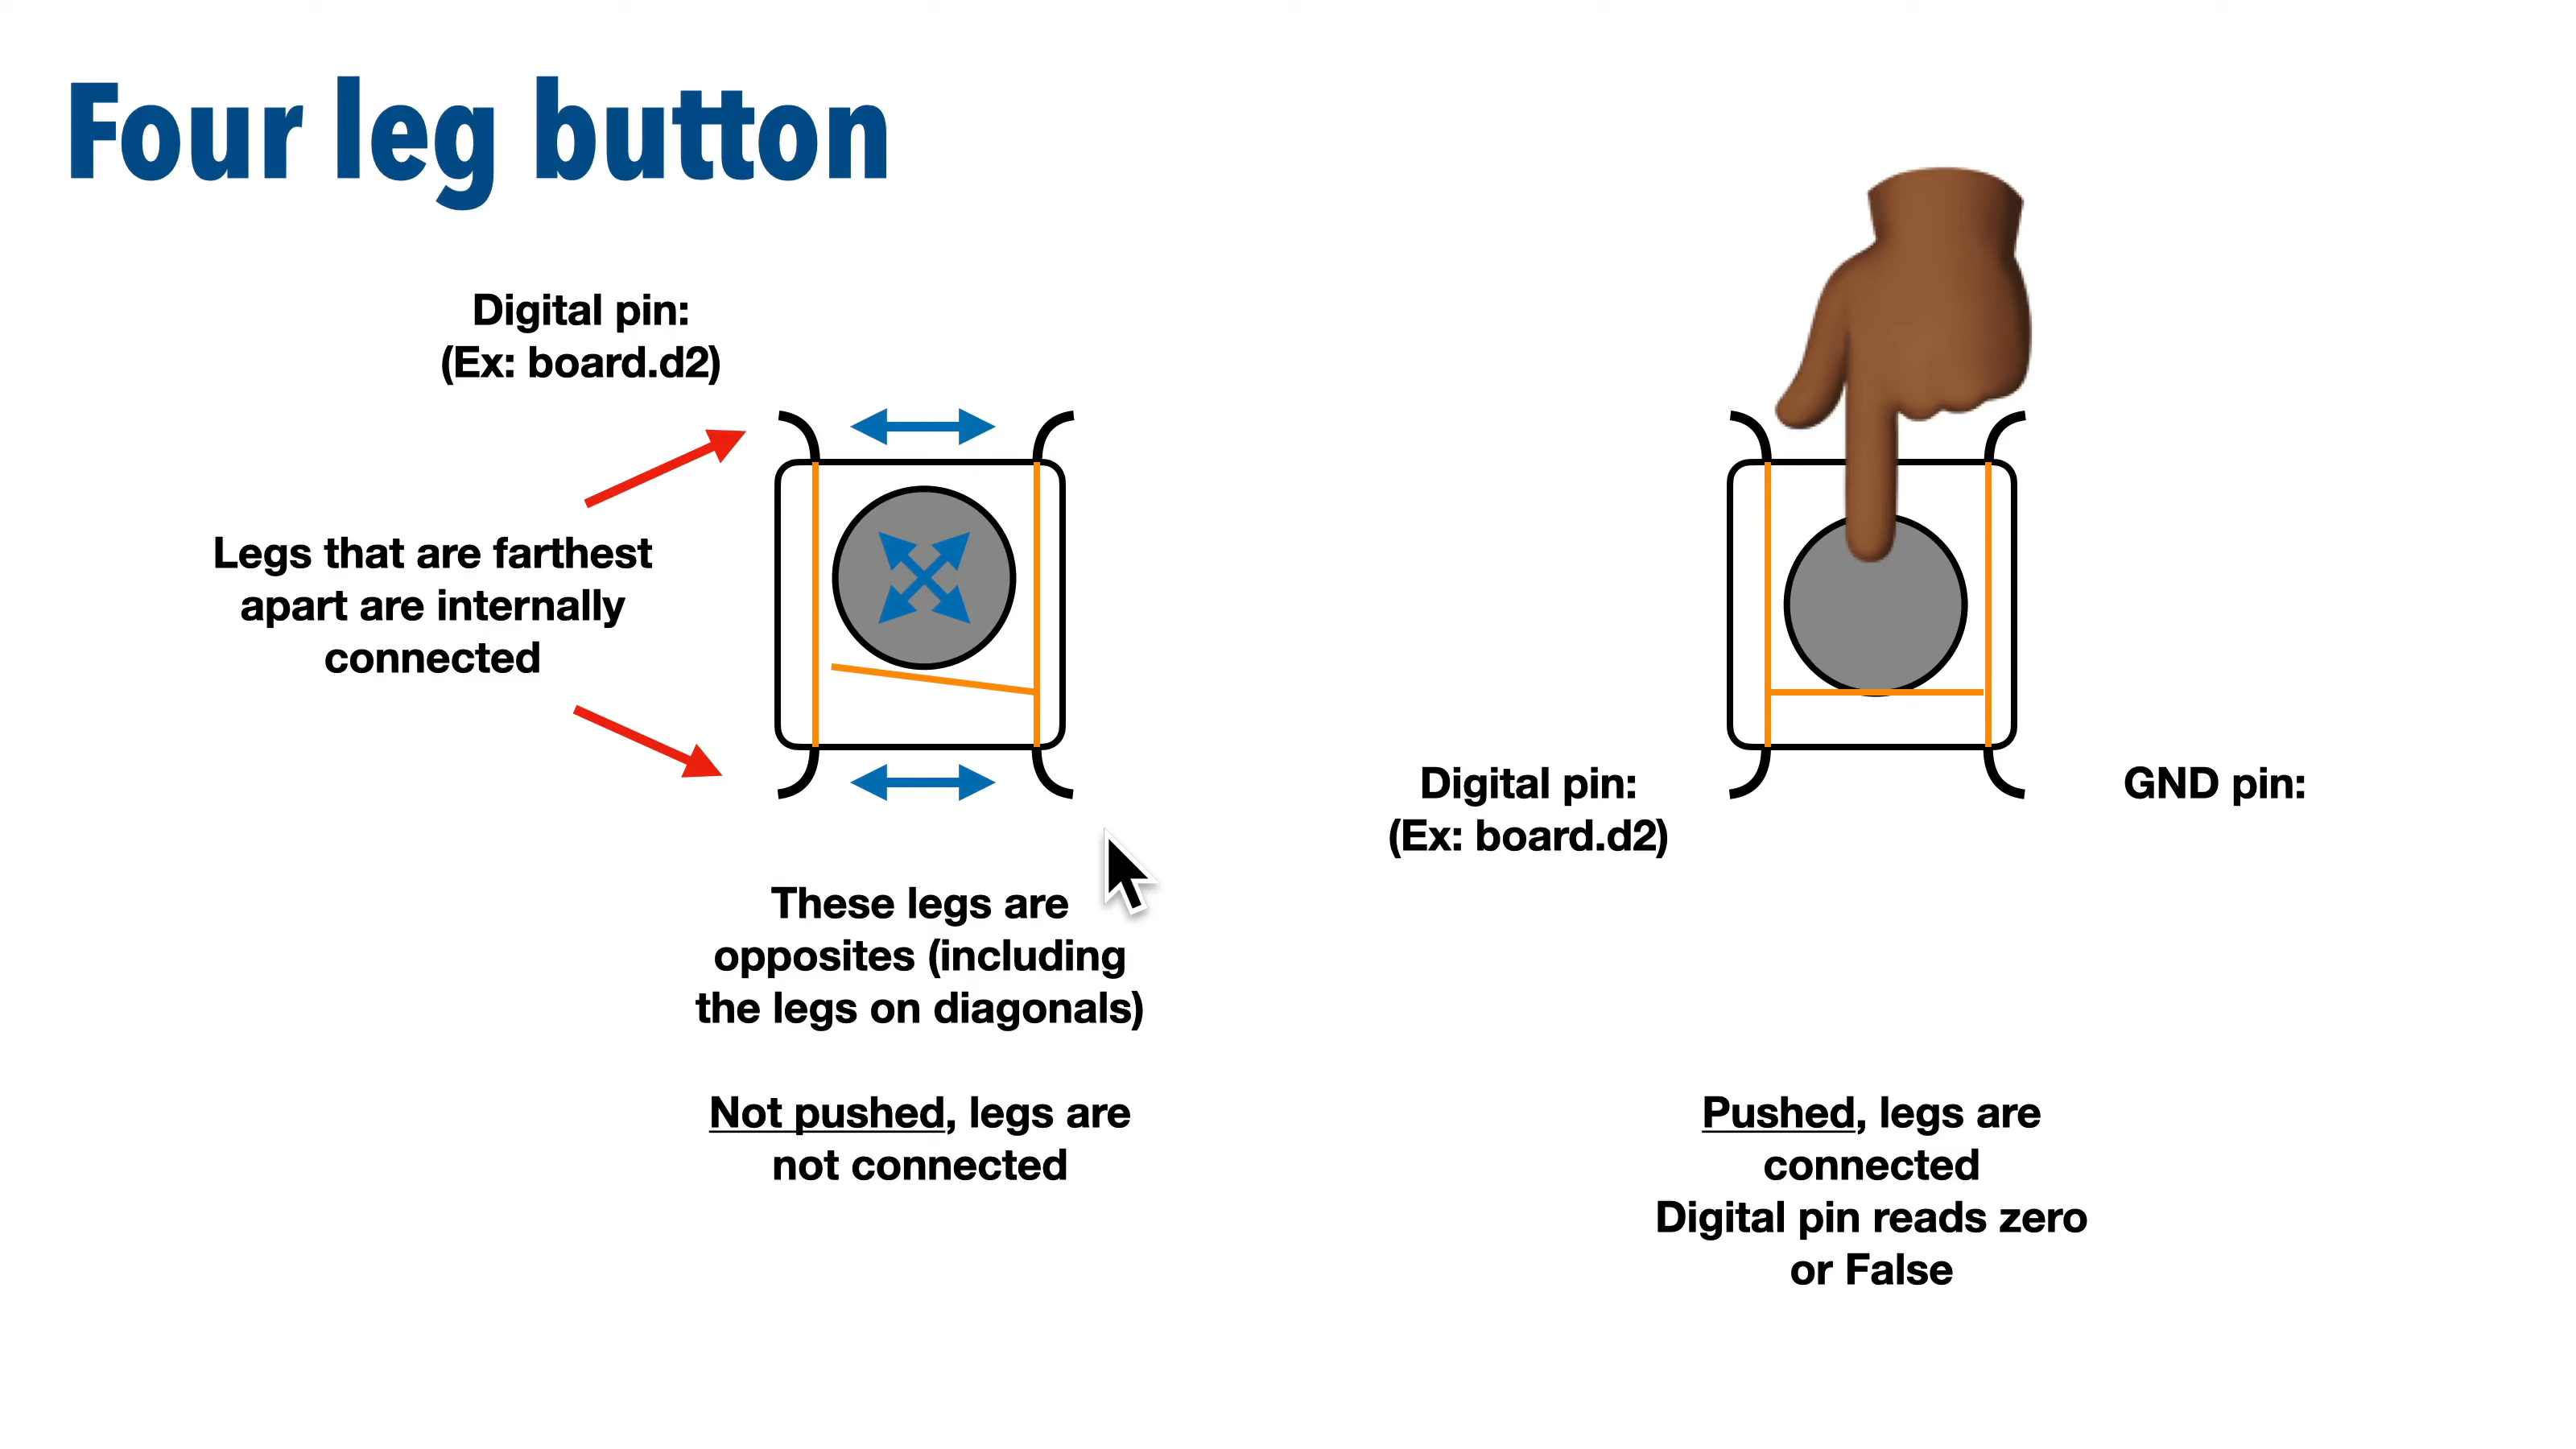 Four leg button
Digital pin:
(Ex: board.d2)
Legs that are farthest
apart are internally
connected
These legs are
opposites (including
the legs on diagonals)
Not pushed, legs are
not connected
Digital pin:
(Ex: board.d2)
GND pin:
Pushed, legs are
connected
Digital pin reads zero
or False